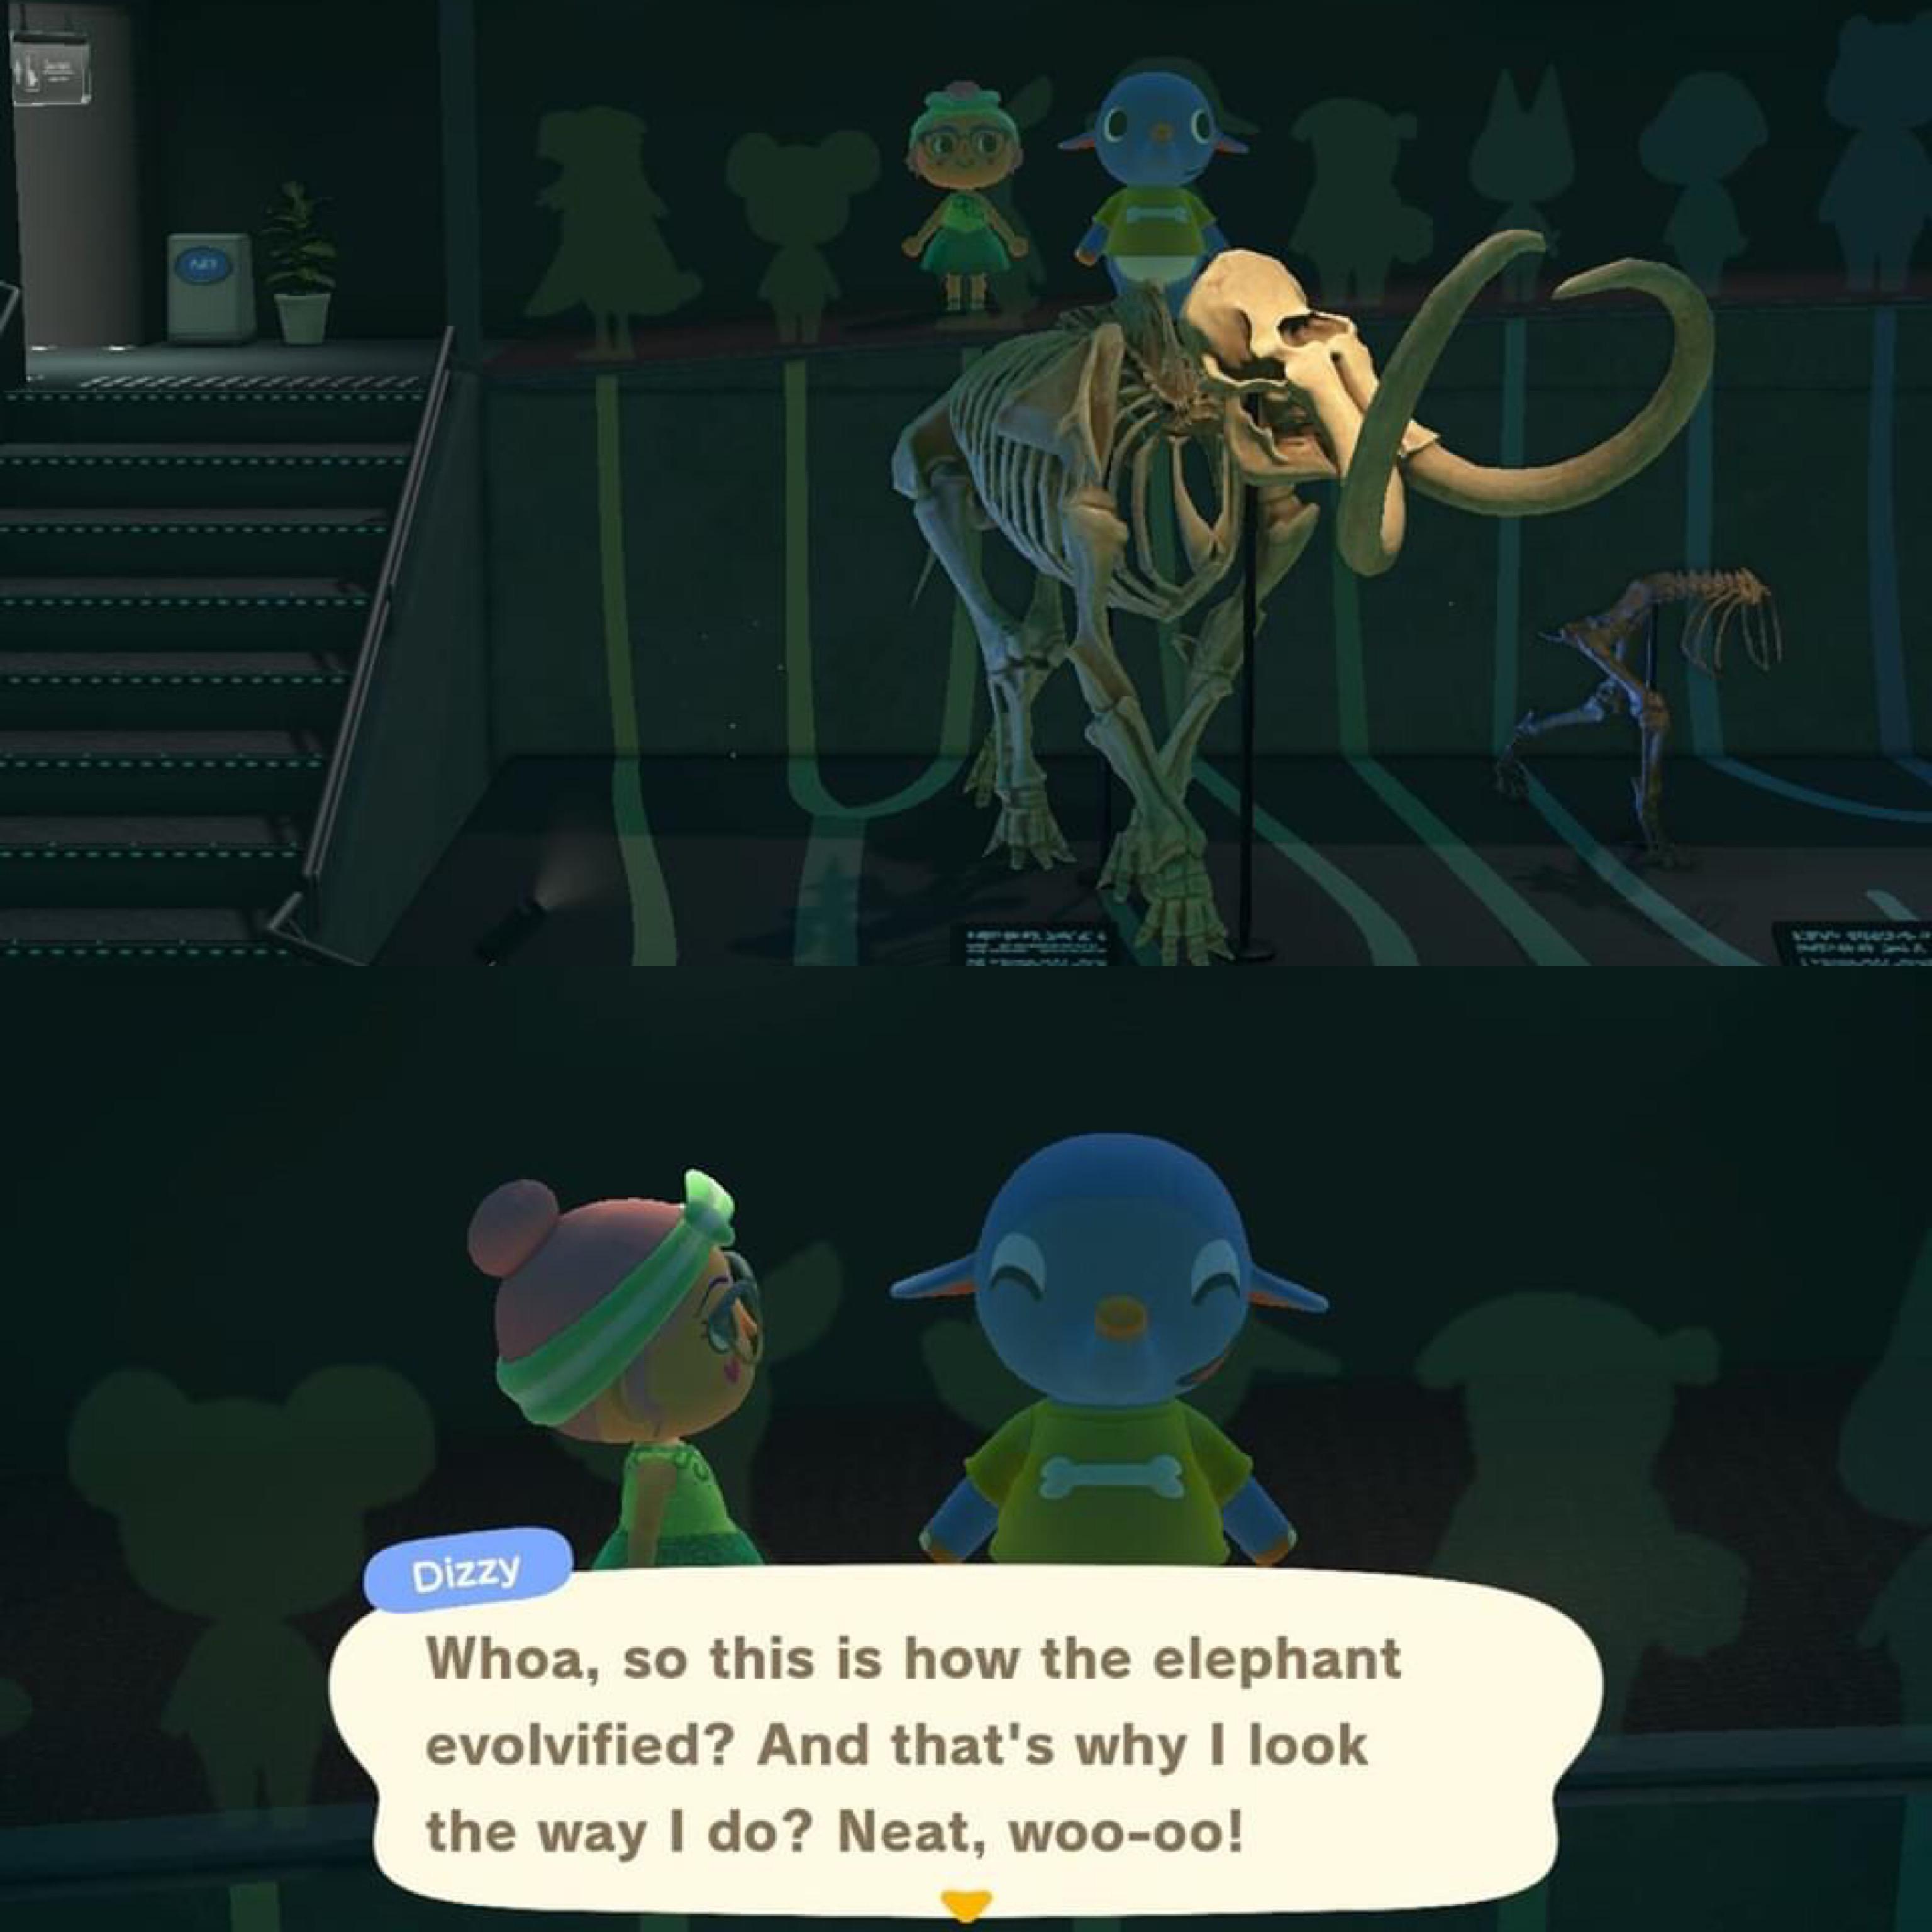 Dizzy
Whoa, so this is how the elephant
evolvified? And that's why I look
the way I do? Neat, woo-oo!